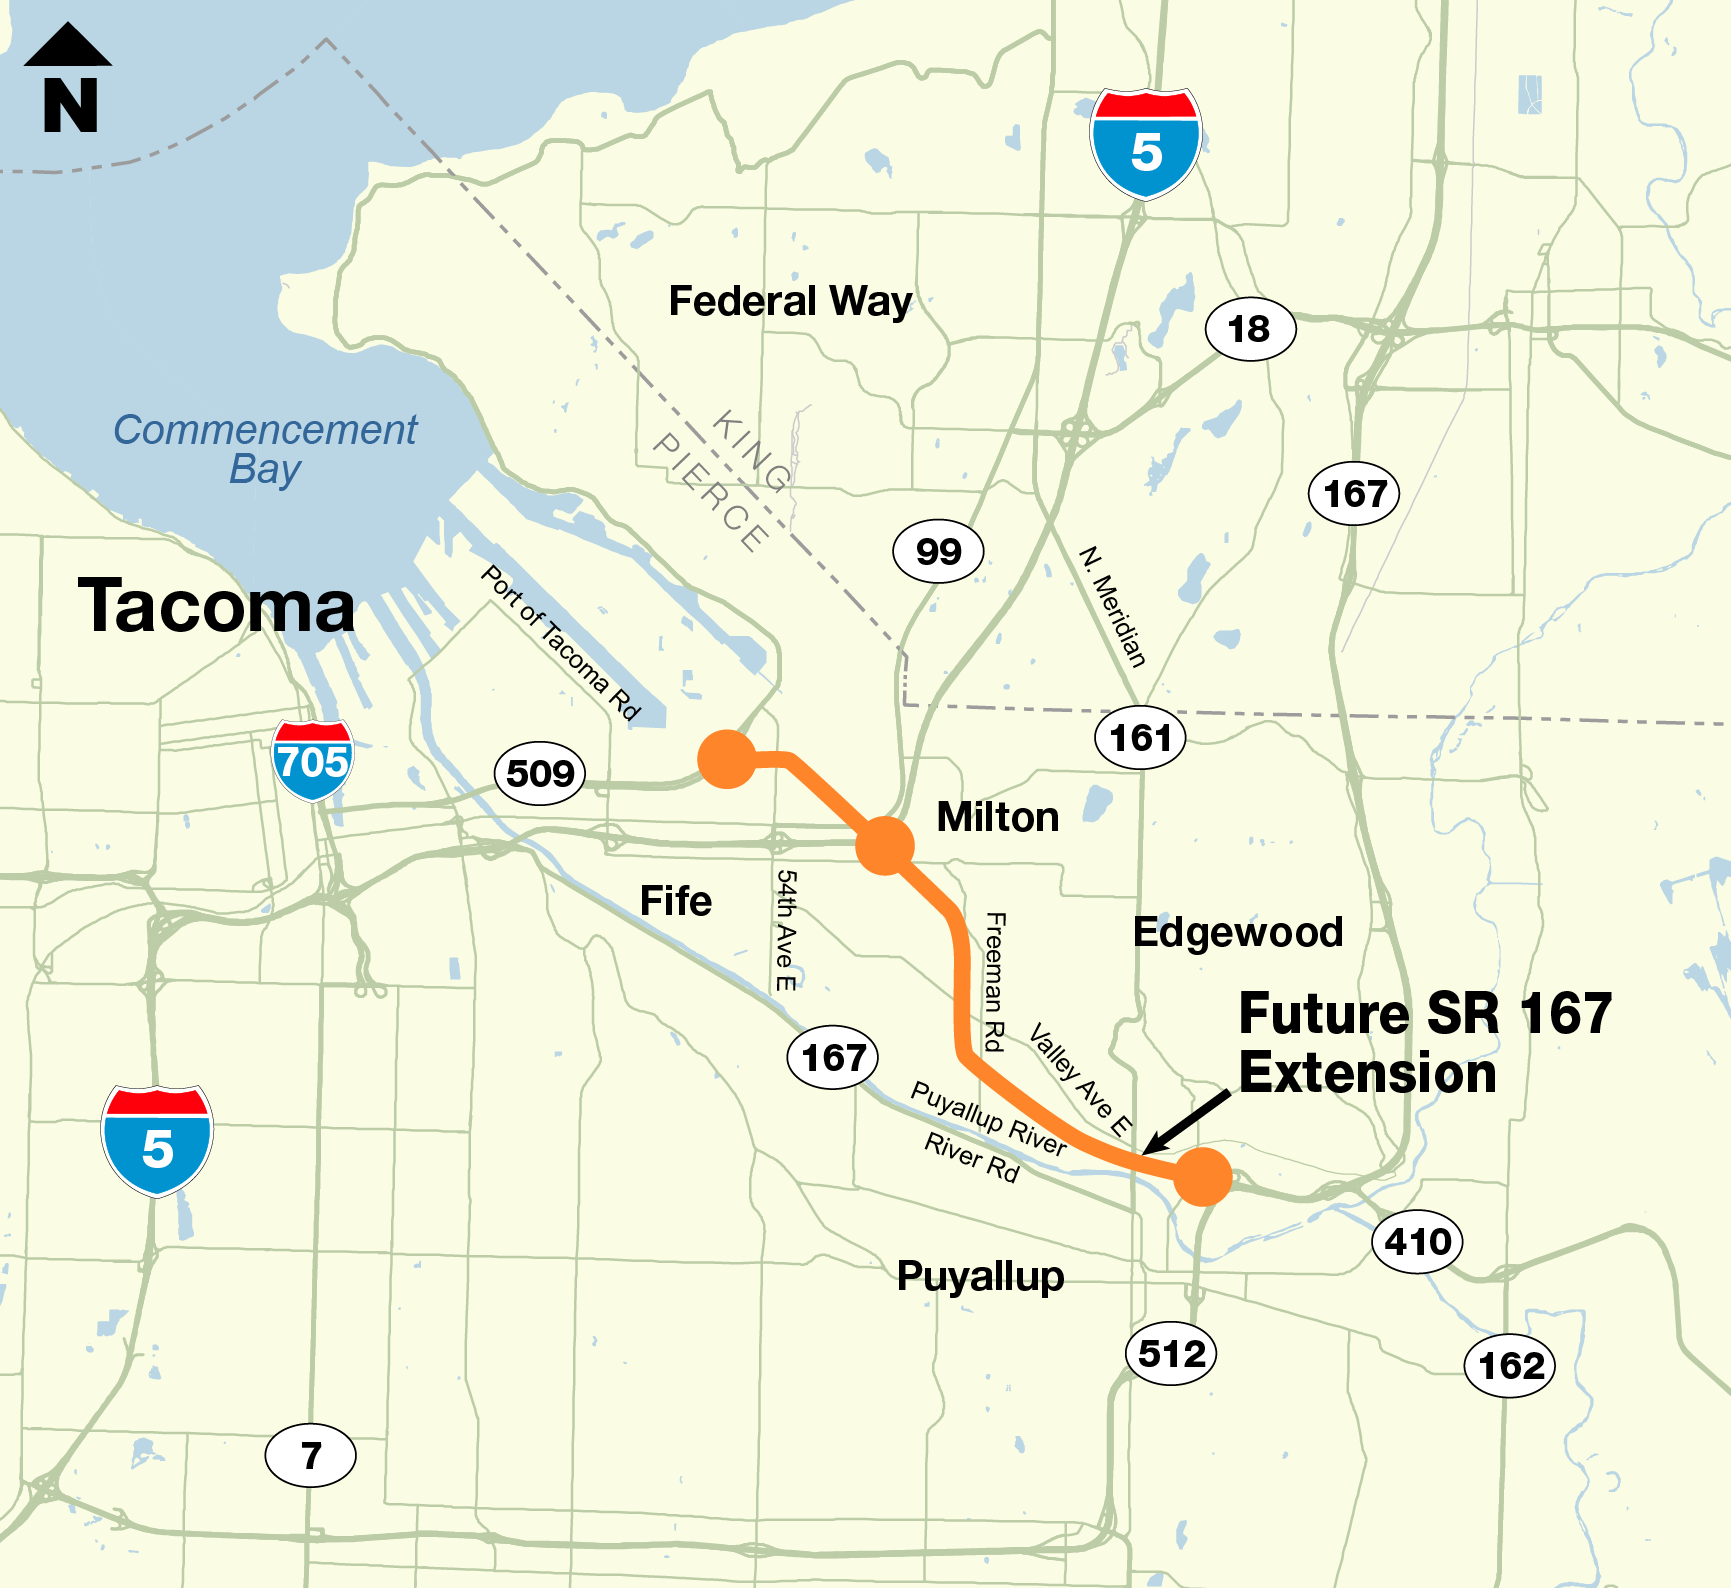 N
5
Federal Way
18
Commencement
Bay
KING
PIERCE
167
99
Tacoma
Port of Tacoma Rd
N. Meridian
705
509
161
Milton
Fife
54th Ave E
Freeman Rd
Edgewood
Future SR 167
Extension
167
Valley Ave E
Puyallup River
River Rd
5
410
Puyallup
512
162
7